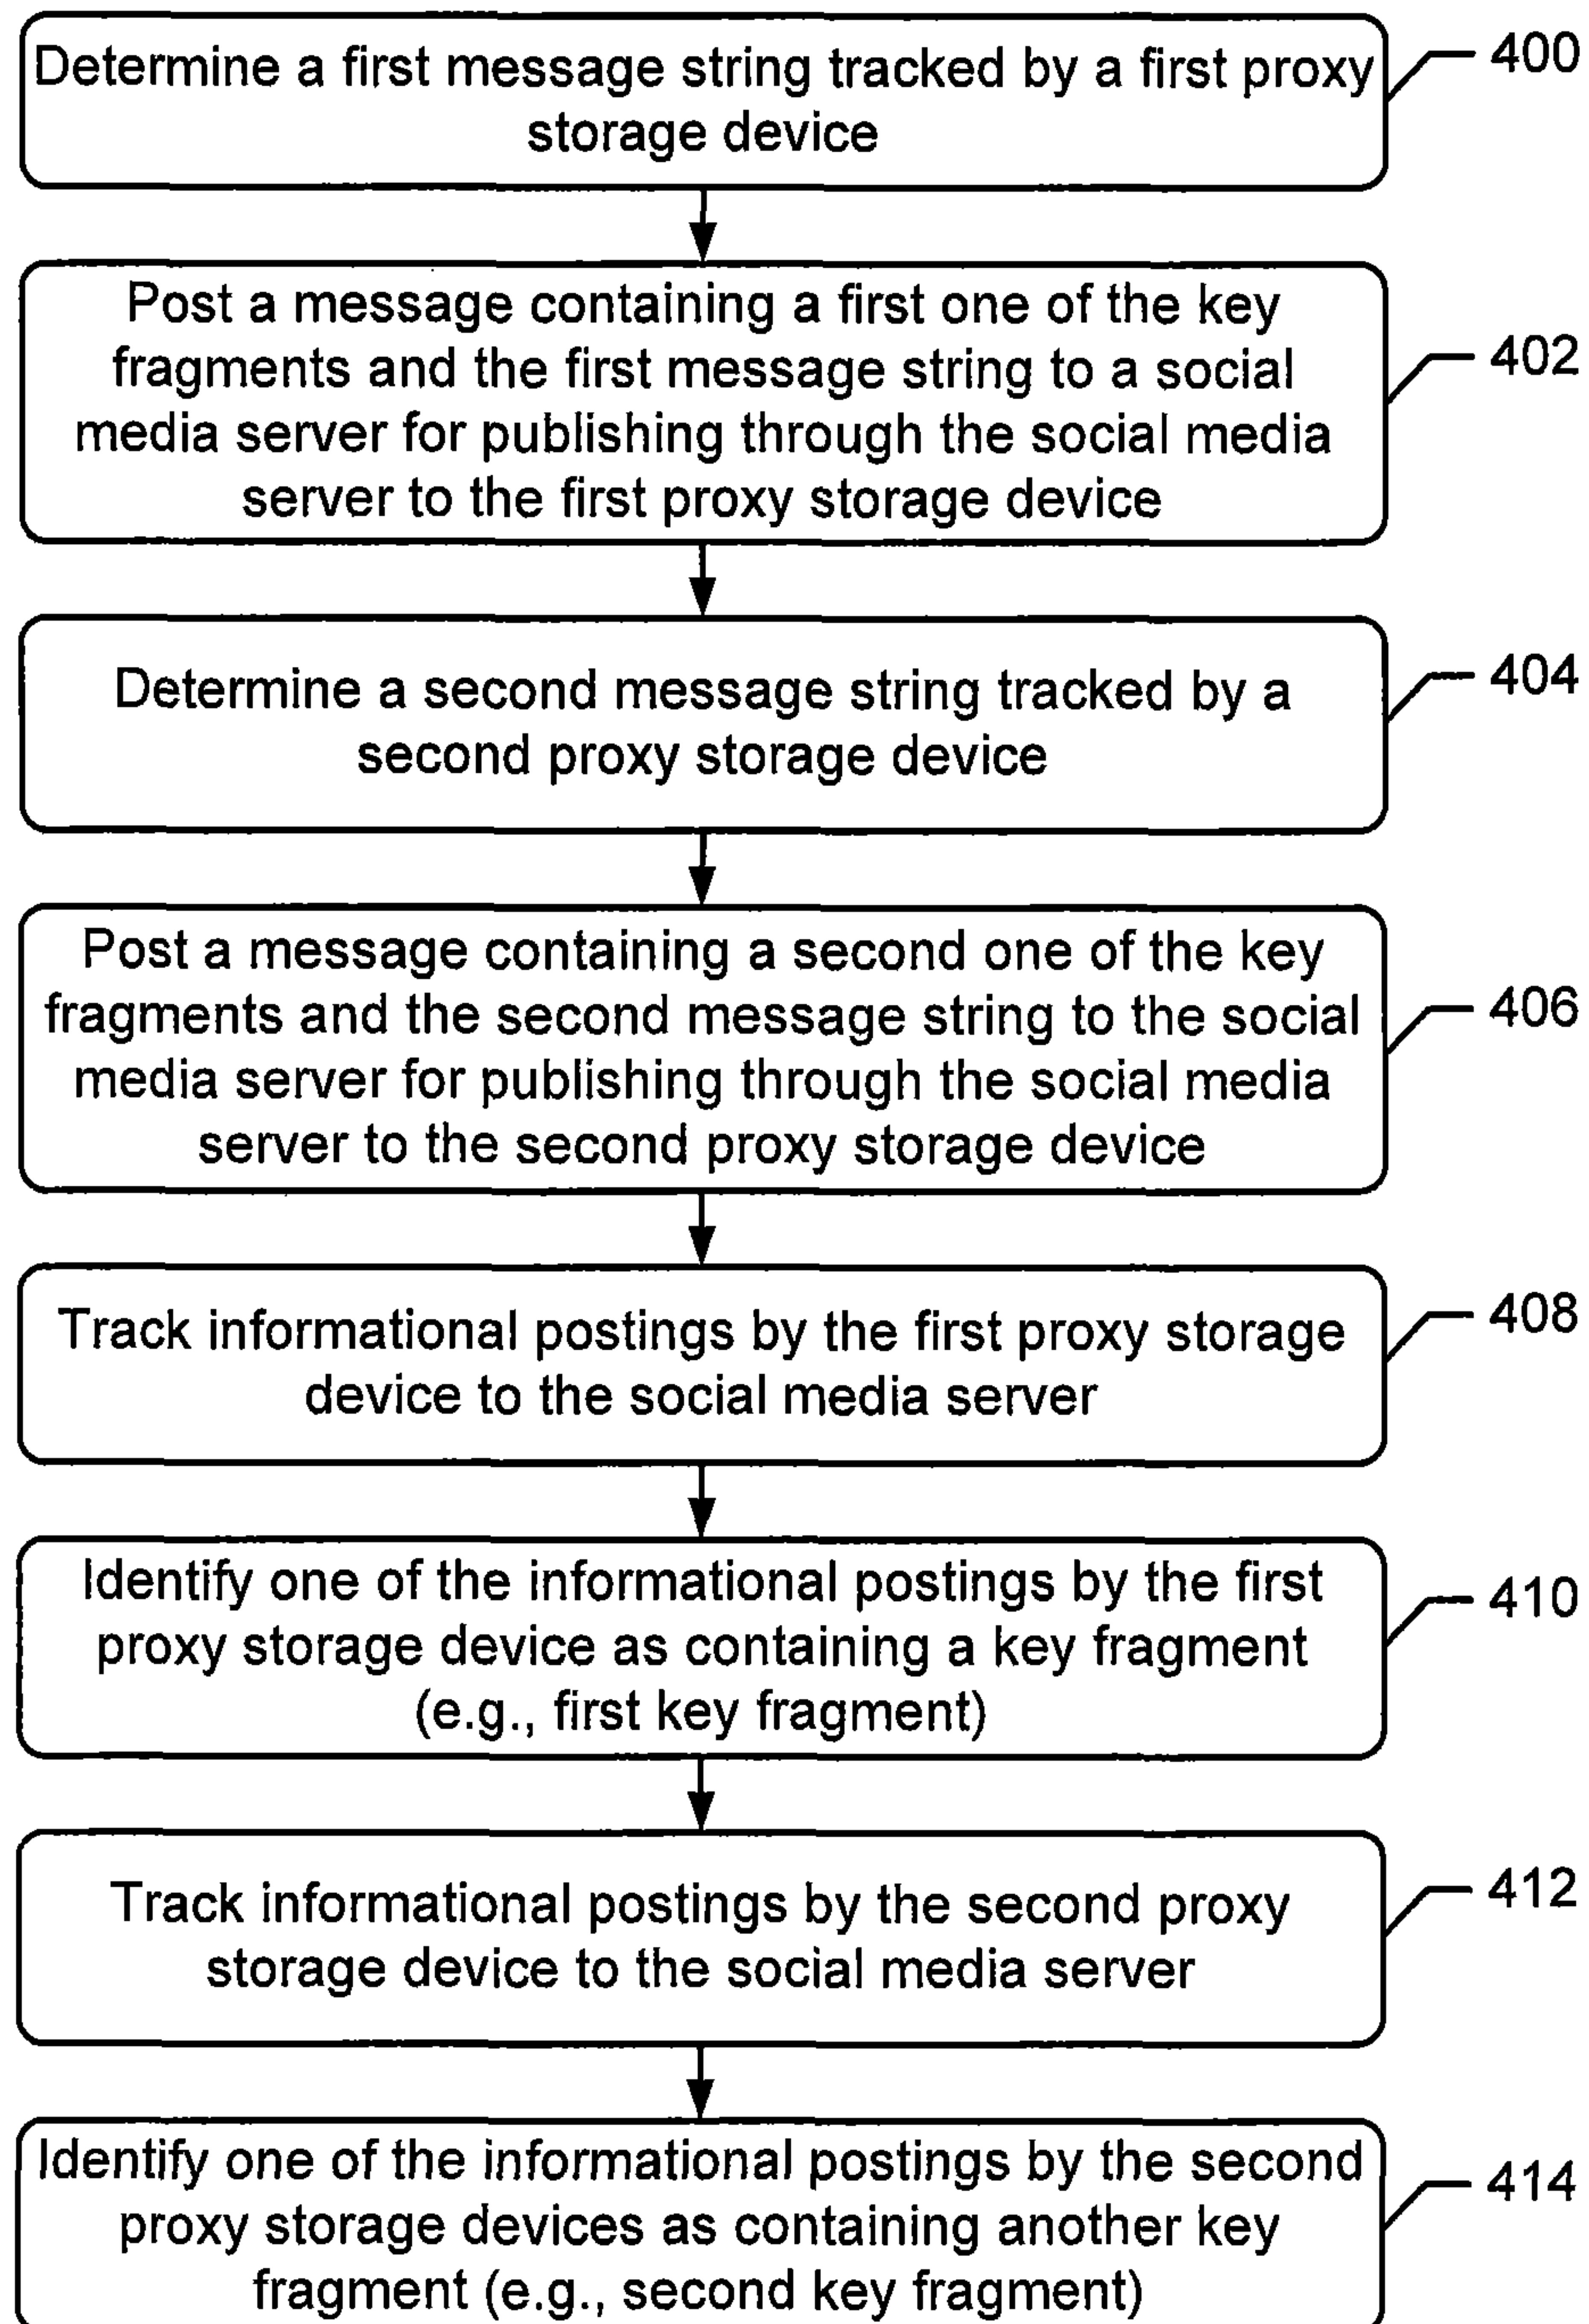 Determine a first message string tracked by a first proxy
storage device
400
Post a message containing a first one of the key
fragments and the first message string to a social
media server for publishing through the social media
server to the first proxy storage device
402
Determine a second message string tracked by a
second proxy storage device
404
Post a message containing a second one of the key
fragments and the second message string to the social
media server for publishing through the social media
server to the second proxy storage device
406
Track informational postings by the first proxy storage
device to the social media server
408
Identify one of the informational postings by the first
proxy storage device as containing a key fragment
(e.g., first key fragment)
410
Track informational postings by the second proxy
storage device to the social media server
412
Identify one of the informational postings by the second
proxy storage devices as containing another key
fragment (e.g., second key fragment)
414